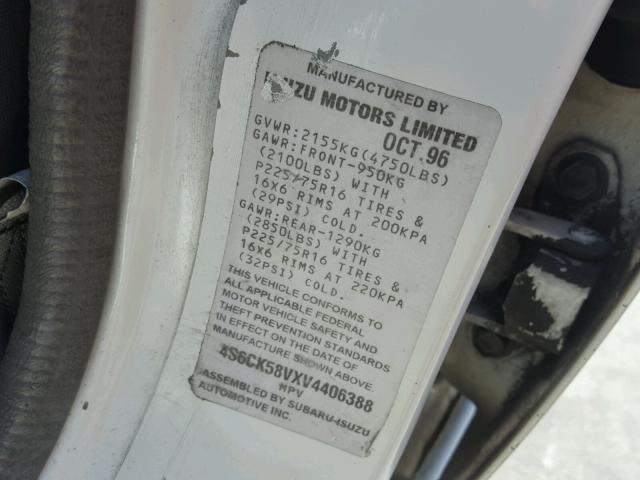 MANUFACTURED BY
ISUZU MOTORS LIMITED
OCT.96
GVWR:2155KG(4750LBS)
GAWR:FRONT-950KG
(2100LBS) WITH
P225/75R16 TIRES &
16X6 RIMS AT 200KPA
(29PSI) COLD.
GAWR:REAR-1290KG
(2850LBS) WITH
P225/75R16 TIRES &
16X6 RIMS AT 220KPA
(32PSI) COLD.
THIS VEHICLE CONFORMS TO
ALL APPLICABLE FEDERAL
MOTOR VEHICLE SAFETY AND
THEFT PREVENTION STANDARDS
IN EFFECT ON THE DATE OF
MANUFACTURE SHOWN ABOVE.
4S6CK58VXV4406388
MPV
ASSEMBLED BY SUBARU-ISUZU
AUTOMOTIVE INC.